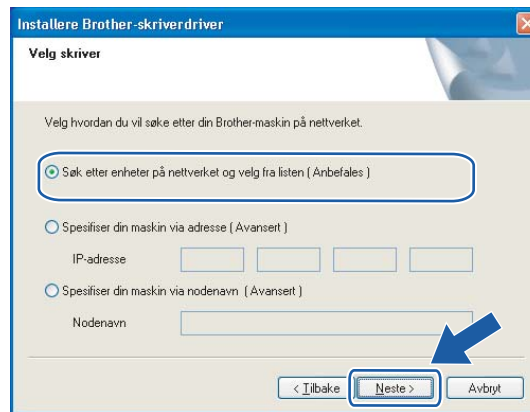 Installere Brother-skriverdriver
Velg skriver
Velg hvordan du vil søke etter din Brother-maskin på nettverket.
Søk etter enheter på nettverket og velg fra listen ( Anbefales )
Spesifiser din maskin via adresse ( Avansert )
IP-adresse
Spesifiser din maskin via nodenavn ( Avansert )
Nodenavn
< Tilbake Neste > Avbryt